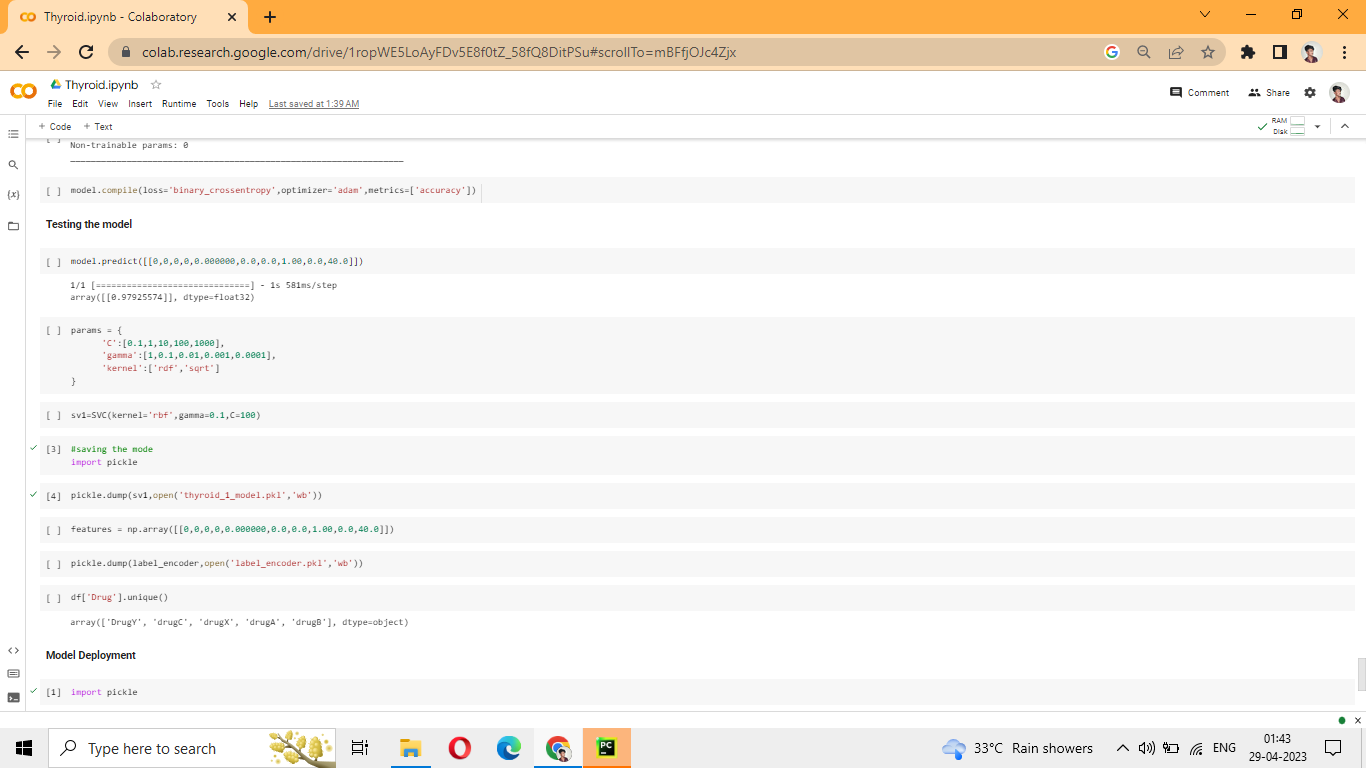 Thyroid.ipynb - Colaboratory
colab.research.google.com/drive/1ropWE5LoAyFDv5E8f0tZ_58fQ8DitPSu#scrollTo=mBFfjOJc4Zjx
Thyroid.ipynb
File Edit View Insert Runtime Tools Help Last saved at 1:39 AM
Comment Share
+ Code + Text
RAM
Disk
[ ] Non-trainable params: 0
[ ] model.compile(loss='binary_crossentropy',optimizer='adam',metrics=['accuracy'])
Testing the model
[ ] model.predict([[0,0,0,0,0.000000,0.0,0.0,1.00,0.0,40.0]])
1/1 [==============================] - 1s 581ms/step
array([[0.97925574]], dtype=float32)
[ ] params = {
'C':[0.1,1,10,100,1000],
'gamma':[1,0.1,0.01,0.001,0.0001],
'kernel':['rdf','sqrt']
}
[ ] sv1=SVC(kernel='rbf',gamma=0.1,C=100)
[3] #saving the mode
import pickle
[4] pickle.dump(sv1,open('thyroid_1_model.pkl','wb'))
[ ] features = np.array([[0,0,0,0,0.000000,0.0,0.0,1.00,0.0,40.0]])
[ ] pickle.dump(label_encoder,open('label_encoder.pkl','wb'))
[ ] df['Drug'].unique()
array(['DrugY', 'drugC', 'drugX', 'drugA', 'drugB'], dtype=object)
Model Deployment
[1] import pickle
Type here to search
33°C Rain showers
ENG
01:43
29-04-2023